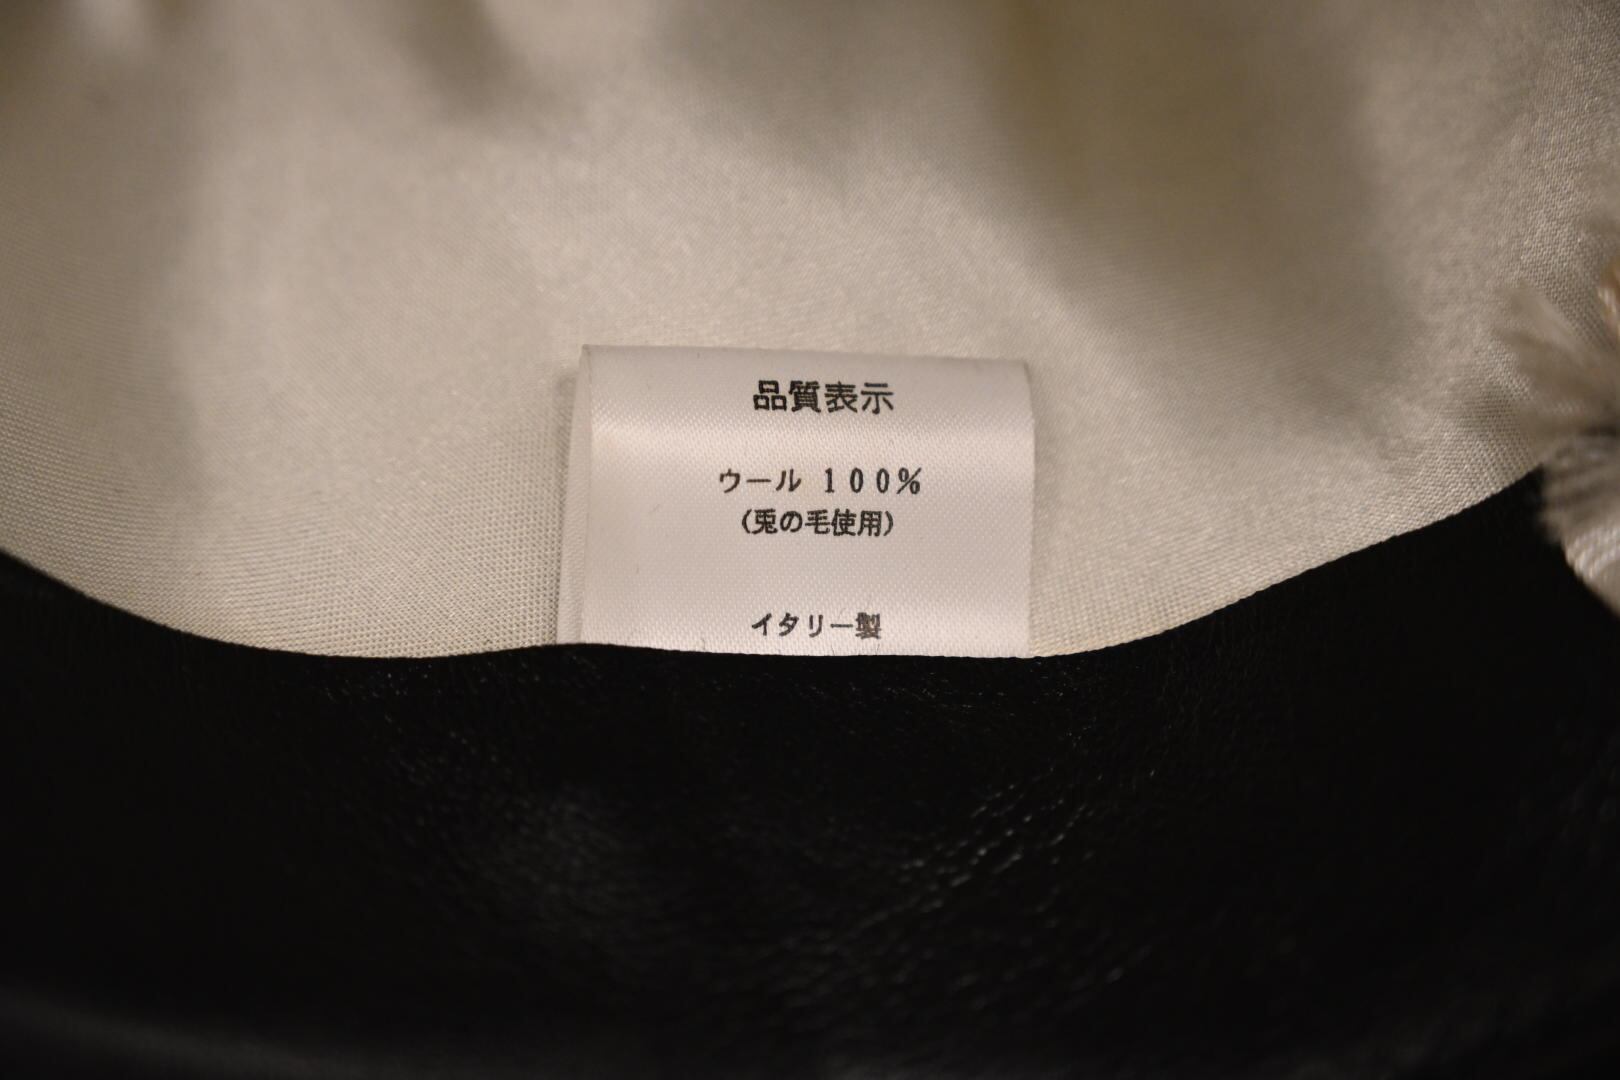 品質表示
ウール 100%
(兎の毛使用)
イタリー製